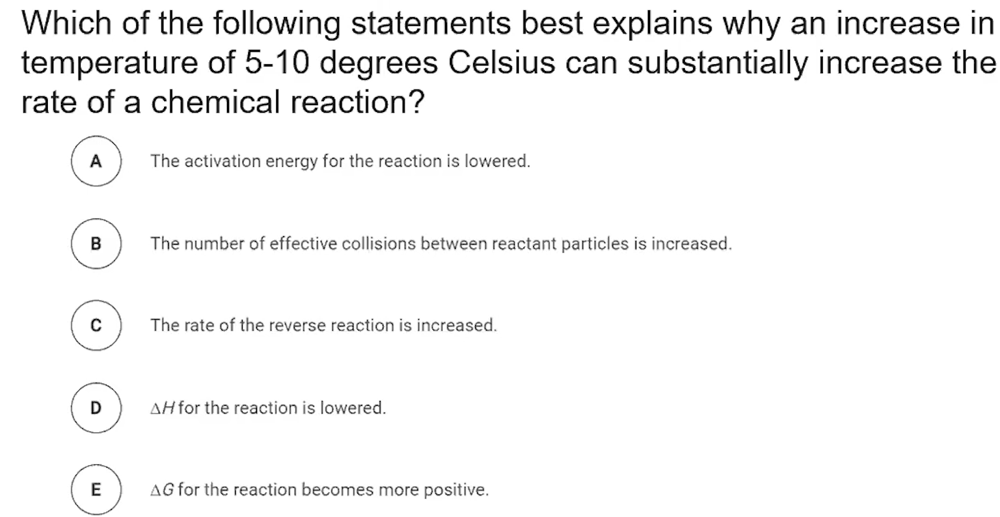 Which of the following statements best explains why an increase in
temperature of 5-10 degrees Celsius can substantially increase the
rate of a chemical reaction?
A The activation energy for the reaction is lowered.
B The number of effective collisions between reactant particles is increased.
C The rate of the reverse reaction is increased.
D ΔH for the reaction is lowered.
E ΔG for the reaction becomes more positive.